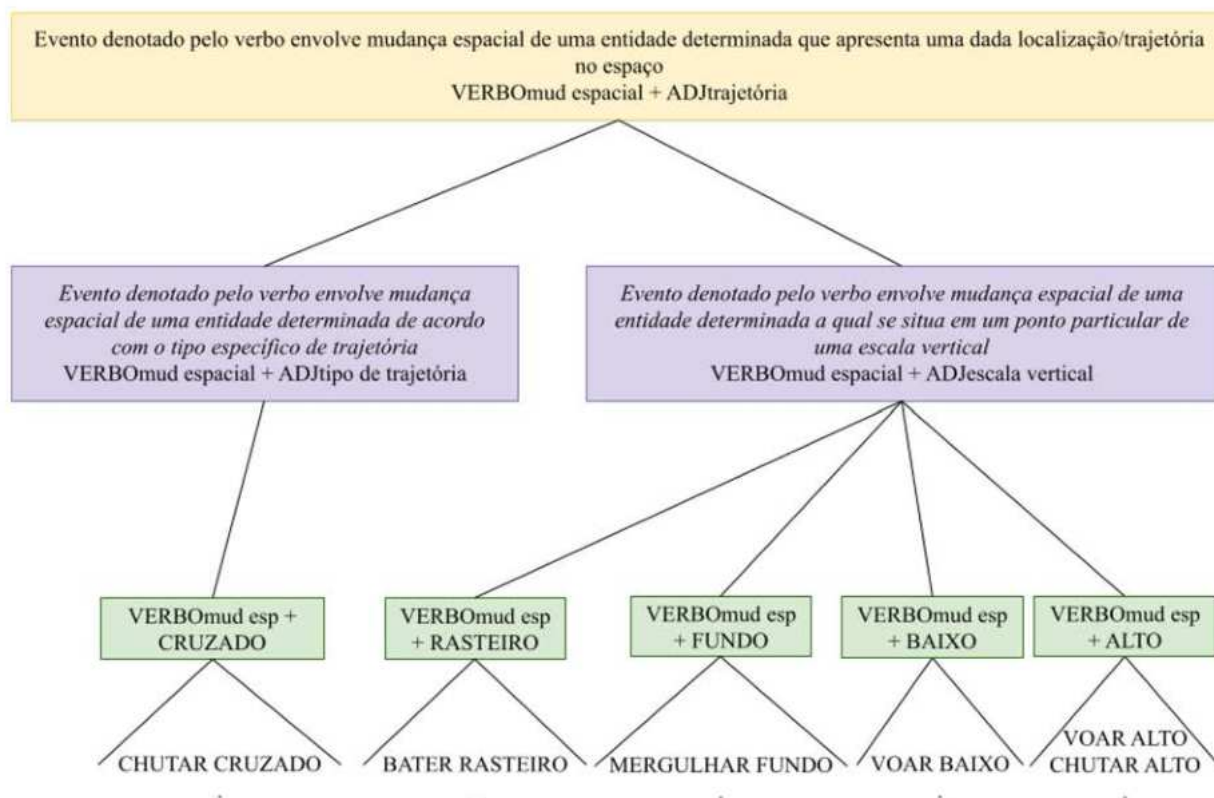 Evento denotado pelo verbo envolve mudança espacial de uma entidade determinada que apresenta uma dada localização/trajetória
no espaço
VERBOmud espacial + ADJtrajetória
Evento denotado pelo verbo envolve mudança
espacial de uma entidade determinada de acordo
com o tipo específico de trajetória
VERBOmud espacial + ADJtipo de trajetória
Evento denotado pelo verbo envolve mudança espacial de uma
entidade determinada a qual se situa em um ponto particular de
uma escala vertical
VERBOmud espacial + ADJescala vertical
VERBOmud esp +
CRUZADO
VERBOmud esp
+ RASTEIRO
VERBOmud esp
+ FUNDO
VERBOmud esp
+ BAIXO
VERBOmud esp
+ ALTO
CHUTAR CRUZADO
BATER RASTEIRO
MERGULHAR FUNDO
VOAR BAIXO
VOAR ALTO
CHUTAR ALTO